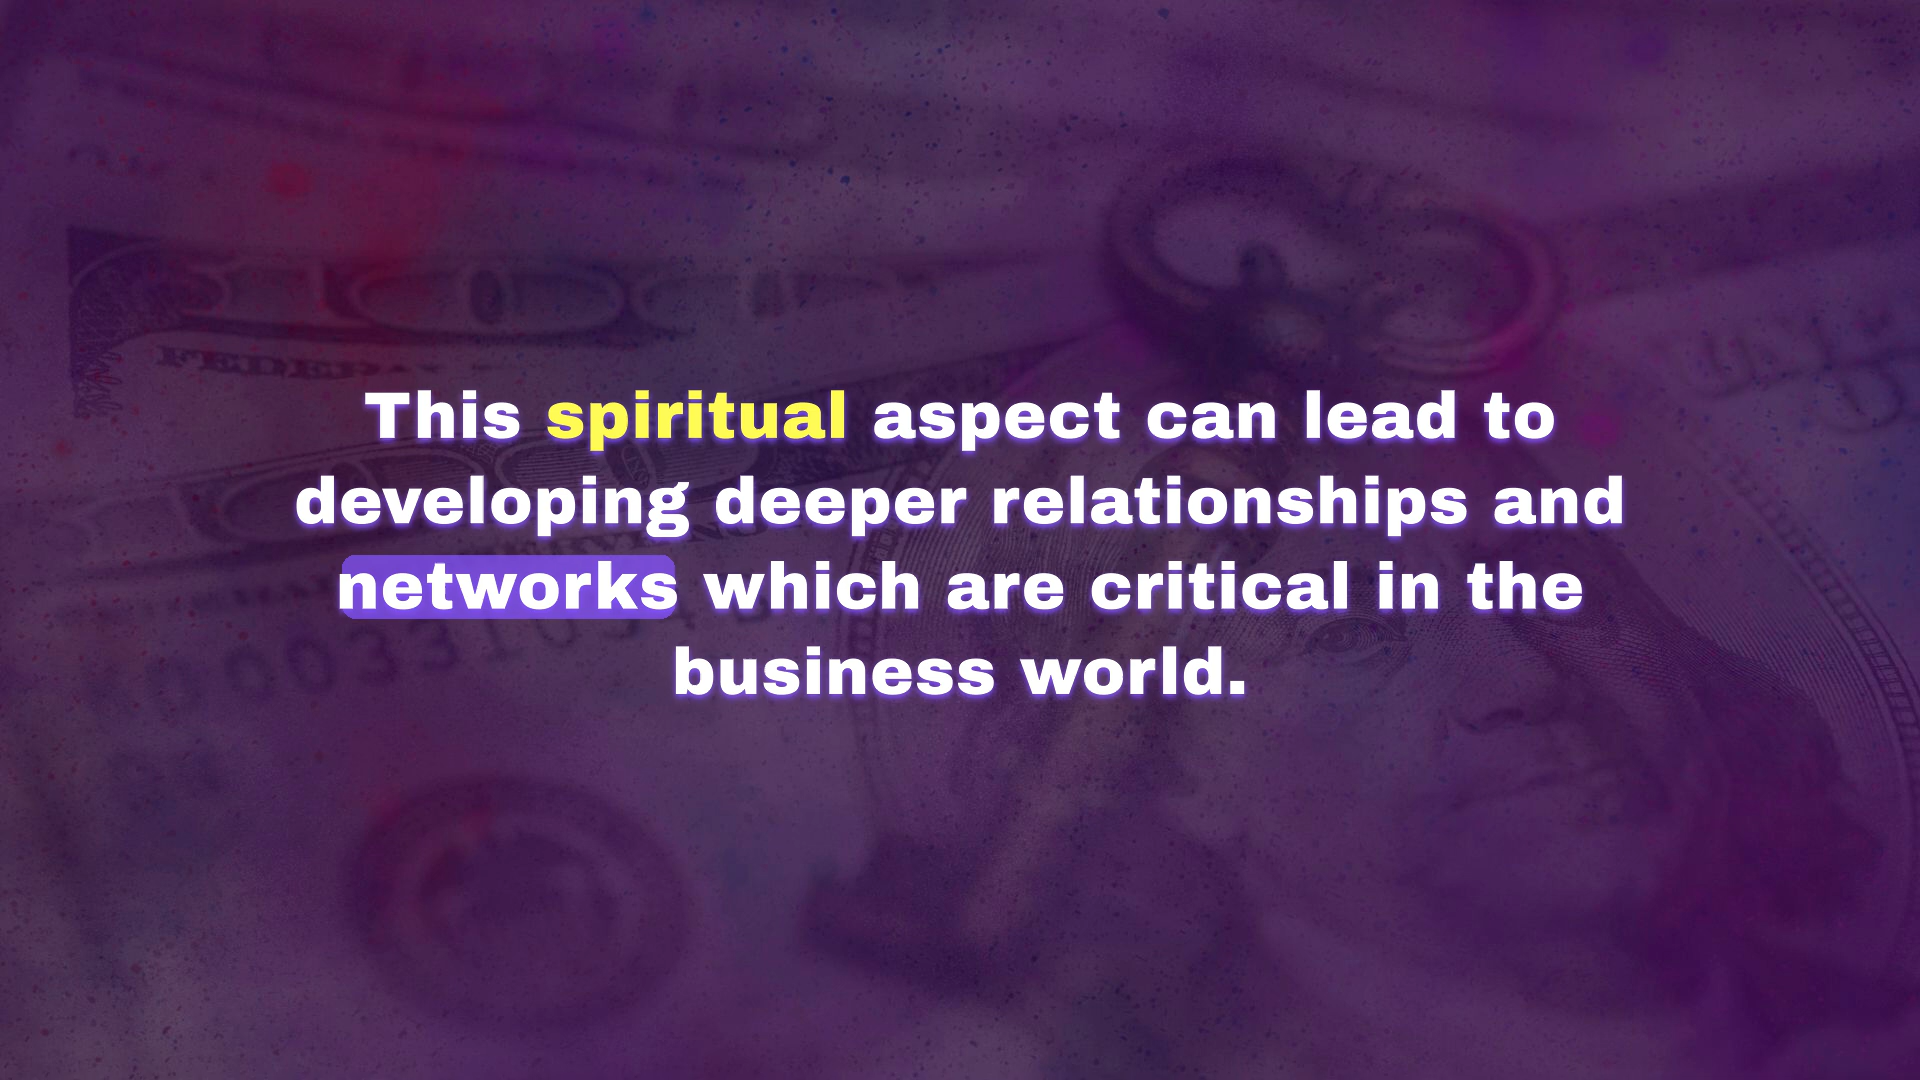 This spiritual aspect can lead to
developing deeper relationships and
networks which are critical in the
business world.